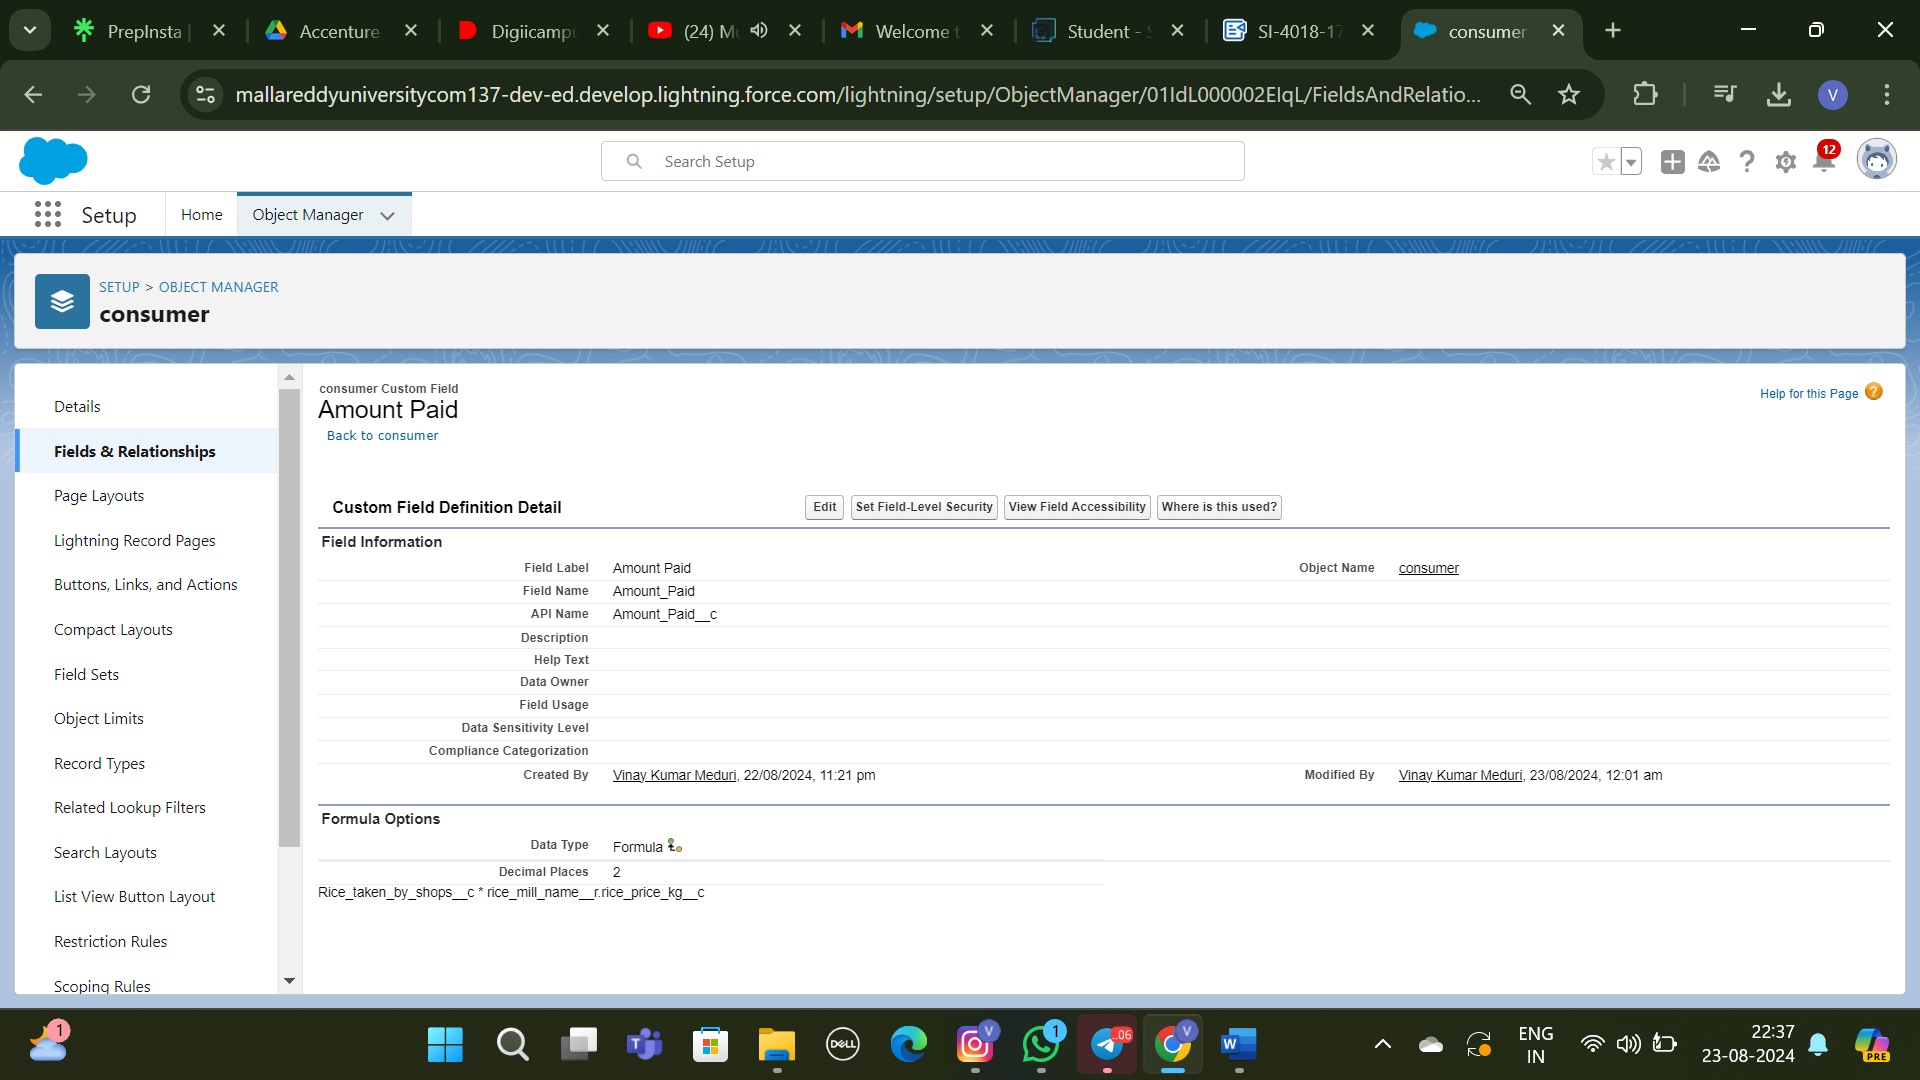 PrepInsta
Accenture
Digiicampu
(24) Mu
Welcome t
Student - S
SI-4018-17
consumer
mallareddyuniversitycom137-dev-ed.develop.lightning.force.com/lightning/setup/ObjectManager/01IdL000002EIqL/FieldsAndRelatio...
V
Search Setup
12
Setup
Home
Object Manager
SETUP > OBJECT MANAGER
consumer
Details
Fields & Relationships
Page Layouts
Lightning Record Pages
Buttons, Links, and Actions
Compact Layouts
Field Sets
Object Limits
Record Types
Related Lookup Filters
Search Layouts
List View Button Layout
Restriction Rules
Scoping Rules
consumer Custom Field
Amount Paid
Back to consumer
Help for this Page
Custom Field Definition Detail
Edit
Set Field-Level Security
View Field Accessibility
Where is this used?
Field Information
Field Label Amount Paid
Object Name consumer
Field Name Amount_Paid
API Name Amount_Paid__c
Description
Help Text
Data Owner
Field Usage
Data Sensitivity Level
Compliance Categorization
Created By Vinay Kumar Meduri, 22/08/2024, 11:21 pm
Modified By Vinay Kumar Meduri, 23/08/2024, 12:01 am
Formula Options
Data Type Formula
Decimal Places 2
Rice_taken_by_shops__c * rice_mill_name__r.rice_price_kg__c
1
DELL
V
1
..06
V
W
ENG
IN
22:37
23-08-2024
PRE